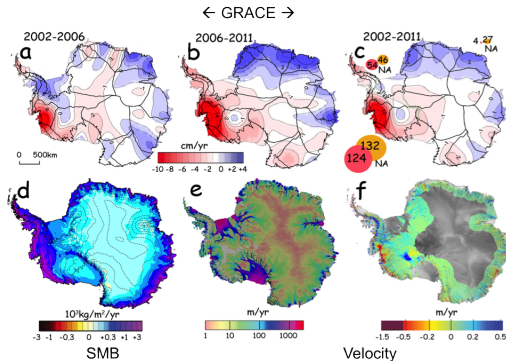 ← GRACE →
2002-2006
2006-2011
2002-2011
a
b
c
54
46
NA
4.27
NA
0 500km
cm/yr
-10 -8 -6 -4 -2 0 +2 +4
132
124
NA
d
e
f
10³kg/m²/yr
-3 -1 -0.3 0 +0.3 +1 +3
m/yr
1 10 100 1000
m/yr
-1.5 -0.2 0 0.2 0.5
SMB
Velocity